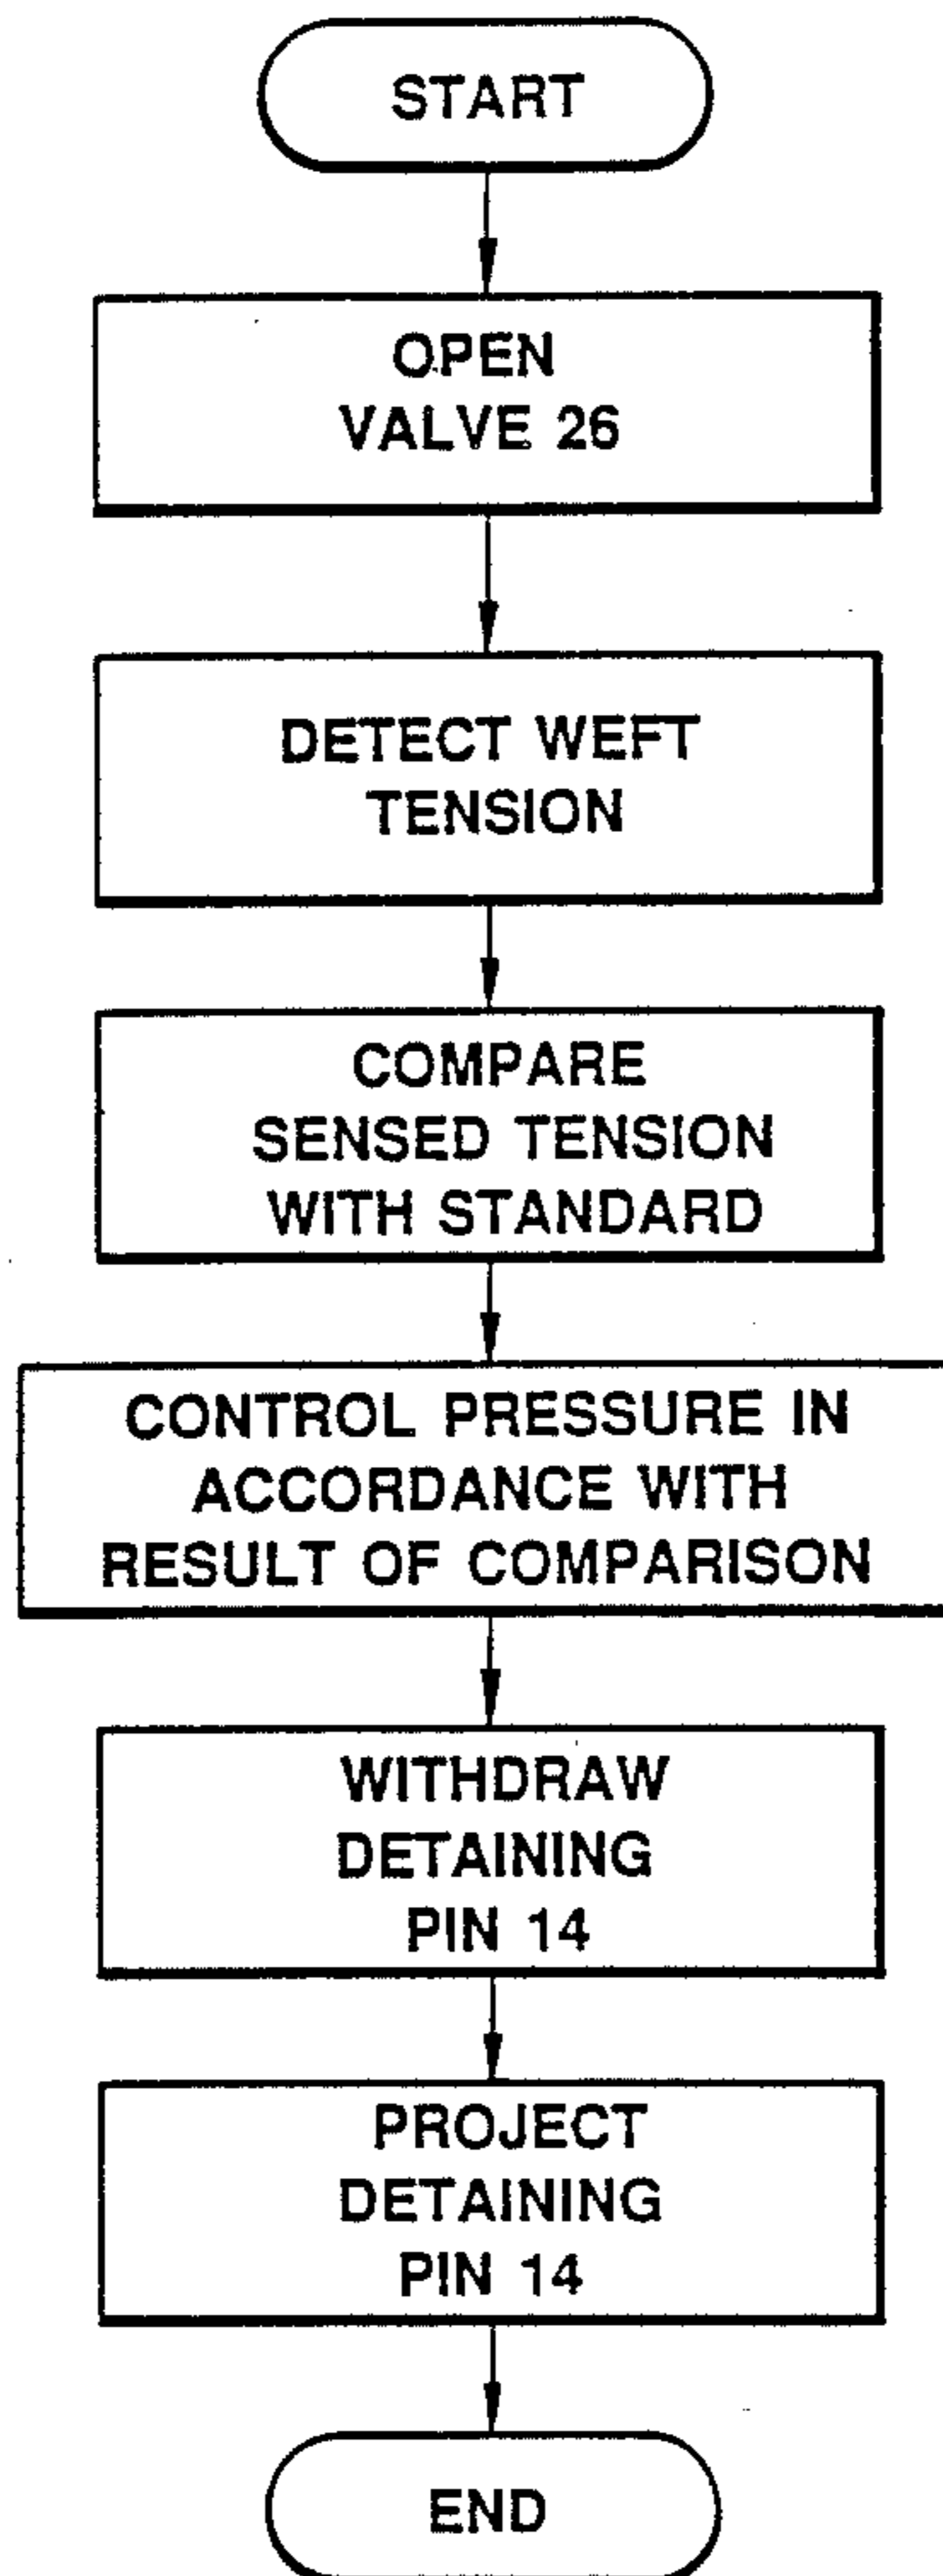 START
OPEN
VALVE 26
DETECT WEFT
TENSION
COMPARE
SENSED TENSION
WITH STANDARD
CONTROL PRESSURE IN
ACCORDANCE WITH
RESULT OF COMPARISON
WITHDRAW
DETAINING
PIN 14
PROJECT
DETAINING
PIN 14
END